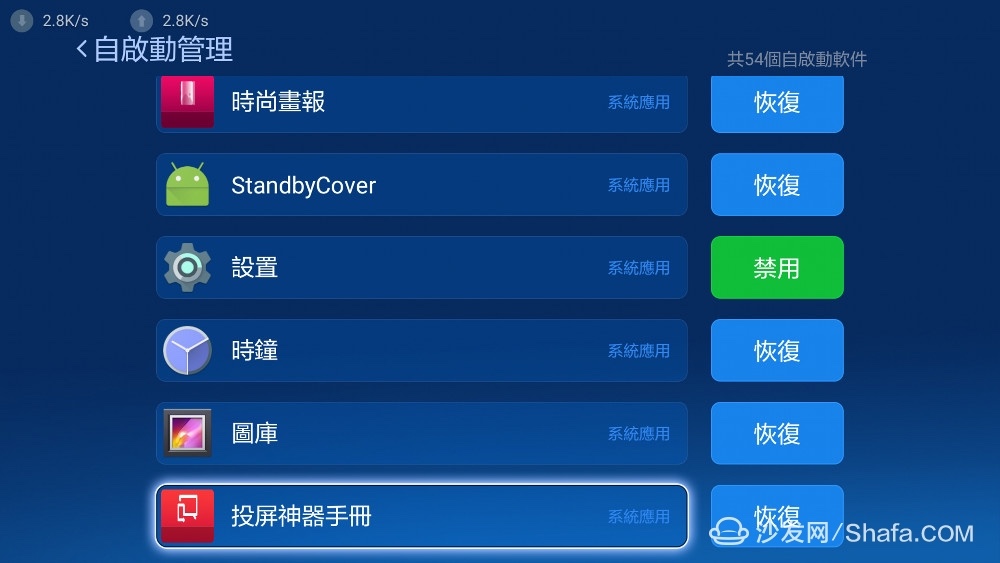 2.8K/s 2.8K/s
自啟動管理
共54個自啟動軟件
時尚畫報 系統應用 恢復
StandbyCover 系統應用 恢復
設置 系統應用 禁用
時鐘 系統應用 恢復
圖庫 系統應用 恢復
投屏神器手冊 系統應用 恢復
沙发网/Shafa.COM